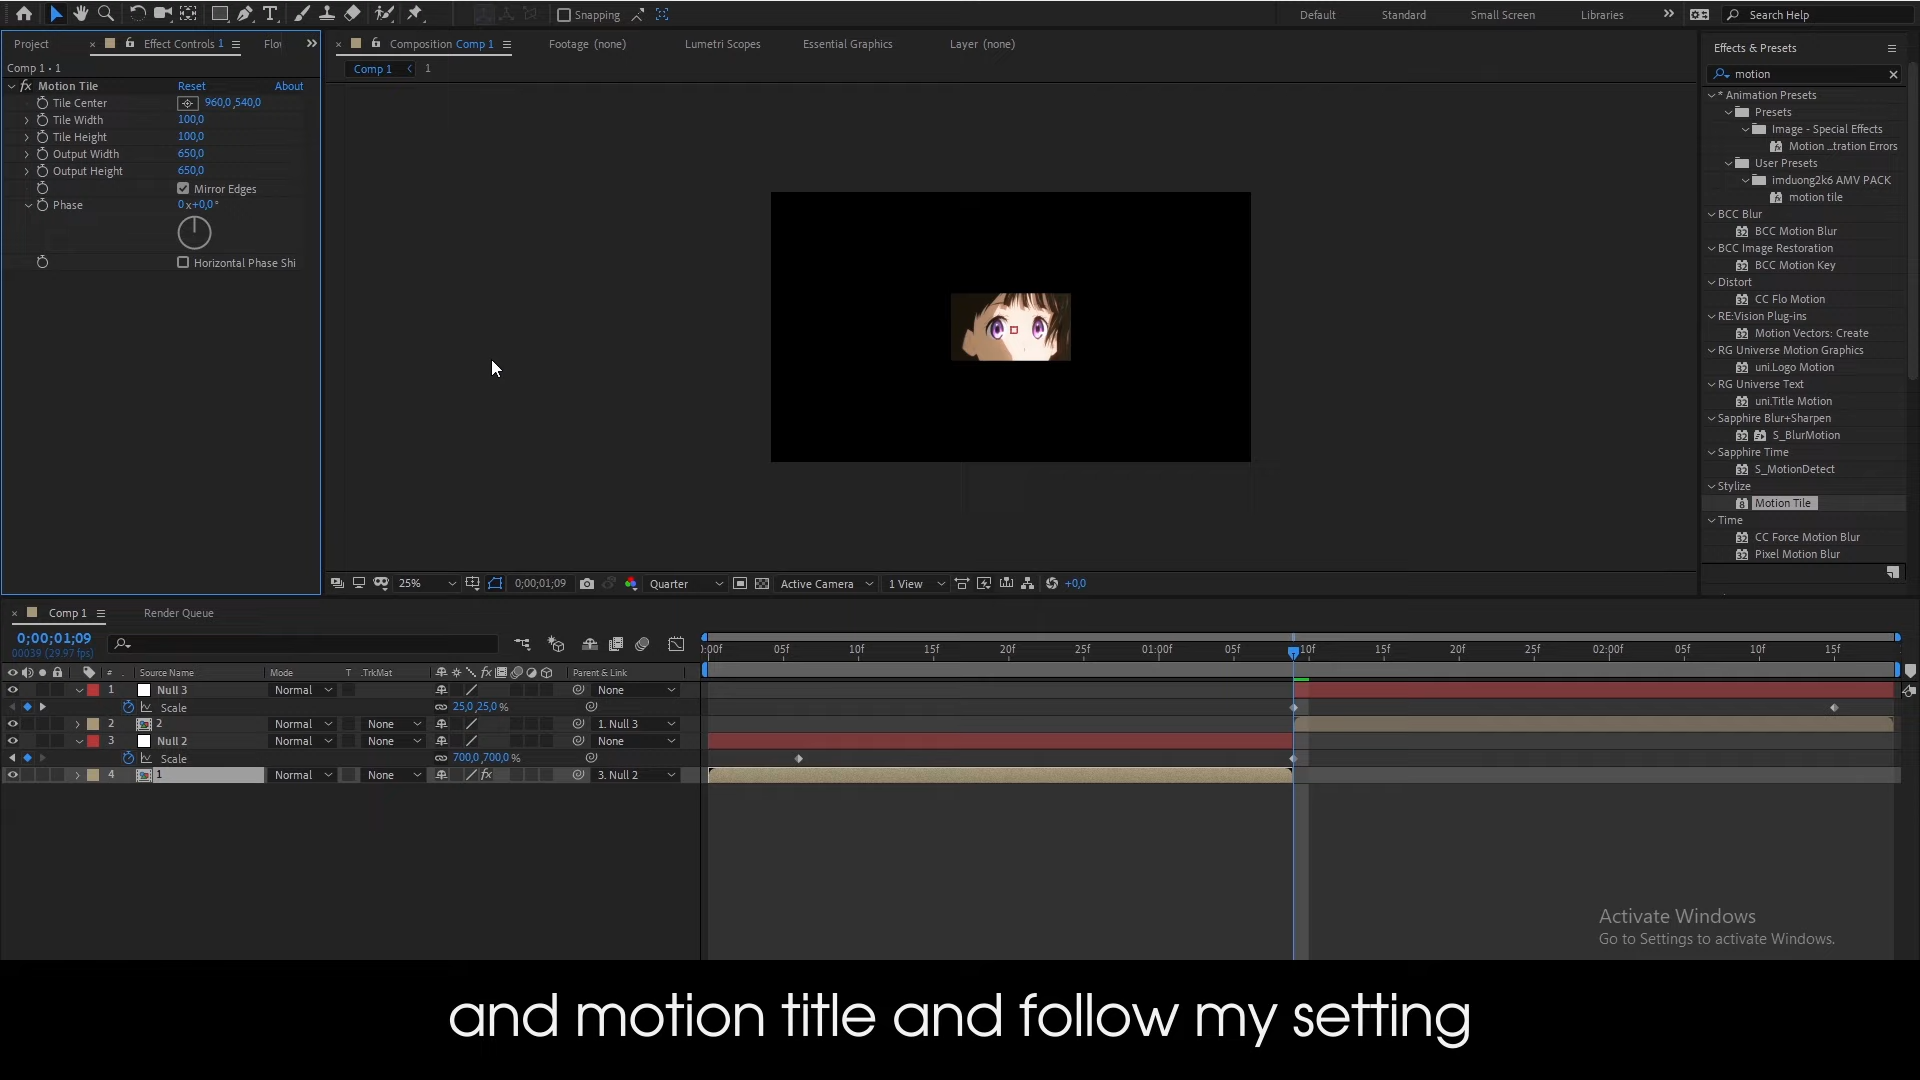 Snapping
Default
Standard
Small Screen
Libraries
Search Help
Project
Effect Controls 1
Flo
Composition Comp 1
Footage (none)
Lumetri Scopes
Essential Graphics
Layer (none)
Effects & Presets
Comp 1 • 1
Comp 1
1
motion
fx Motion Tile
Reset
About
Tile Center
960,0,540,0
Tile Width
100,0
Tile Height
100,0
Output Width
650,0
Output Height
650,0
Mirror Edges
Phase
0x+0,0°
Horizontal Phase Shi
* Animation Presets
Presets
Image - Special Effects
Motion ...tration Errors
User Presets
imduong2k6 AMV PACK
motion tile
BCC Blur
BCC Motion Blur
BCC Image Restoration
BCC Motion Key
Distort
CC Flo Motion
RE:Vision Plug-ins
Motion Vectors: Create
RG Universe Motion Graphics
uni.Logo Motion
RG Universe Text
uni.Title Motion
Sapphire Blur+Sharpen
S_BlurMotion
Sapphire Time
S_MotionDetect
Stylize
Motion Tile
Time
CC Force Motion Blur
Pixel Motion Blur
25%
0;00;01;09
Quarter
Active Camera
1 View
+0,0
Comp 1
Render Queue
0;00;01;09
00039 (29.97 fps)
0:00f
05f
10f
15f
20f
25f
01:00f
05f
10f
15f
20f
25f
02:00f
05f
10f
15f
#
Source Name
Mode
T .TrkMat
fx
Parent & Link
1
Null 3
Normal
None
Scale
25,0,25,0%
2
2
Normal
None
1. Null 3
3
Null 2
Normal
None
None
Scale
700,0,700,0%
4
1
Normal
None
fx
3. Null 2
Activate Windows
Go to Settings to activate Windows.
and motion title and follow my setting